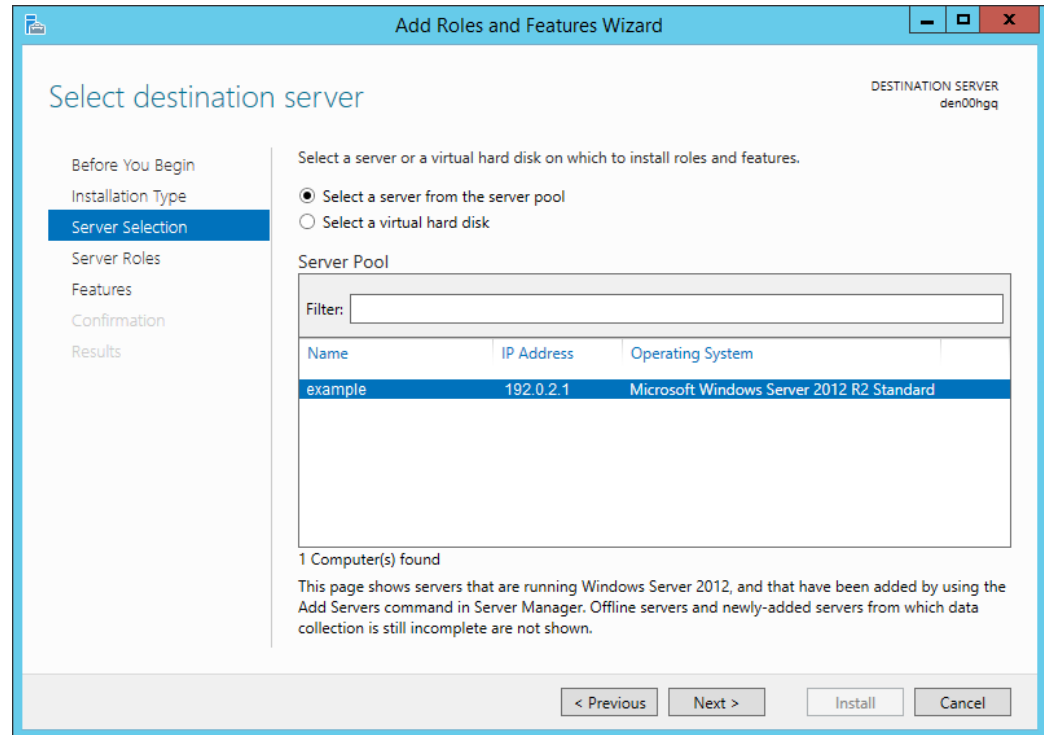 Add Roles and Features Wizard
Select destination server
DESTINATION SERVER
den00hgq
Before You Begin
Installation Type
Server Selection
Server Roles
Features
Confirmation
Results
Select a server or a virtual hard disk on which to install roles and features.
Select a server from the server pool
Select a virtual hard disk
Server Pool
Filter:
Name IP Address Operating System
example 192.0.2.1 Microsoft Windows Server 2012 R2 Standard
1 Computer(s) found
This page shows servers that are running Windows Server 2012, and that have been added by using the
Add Servers command in Server Manager. Offline servers and newly-added servers from which data
collection is still incomplete are not shown.
< Previous Next > Install Cancel